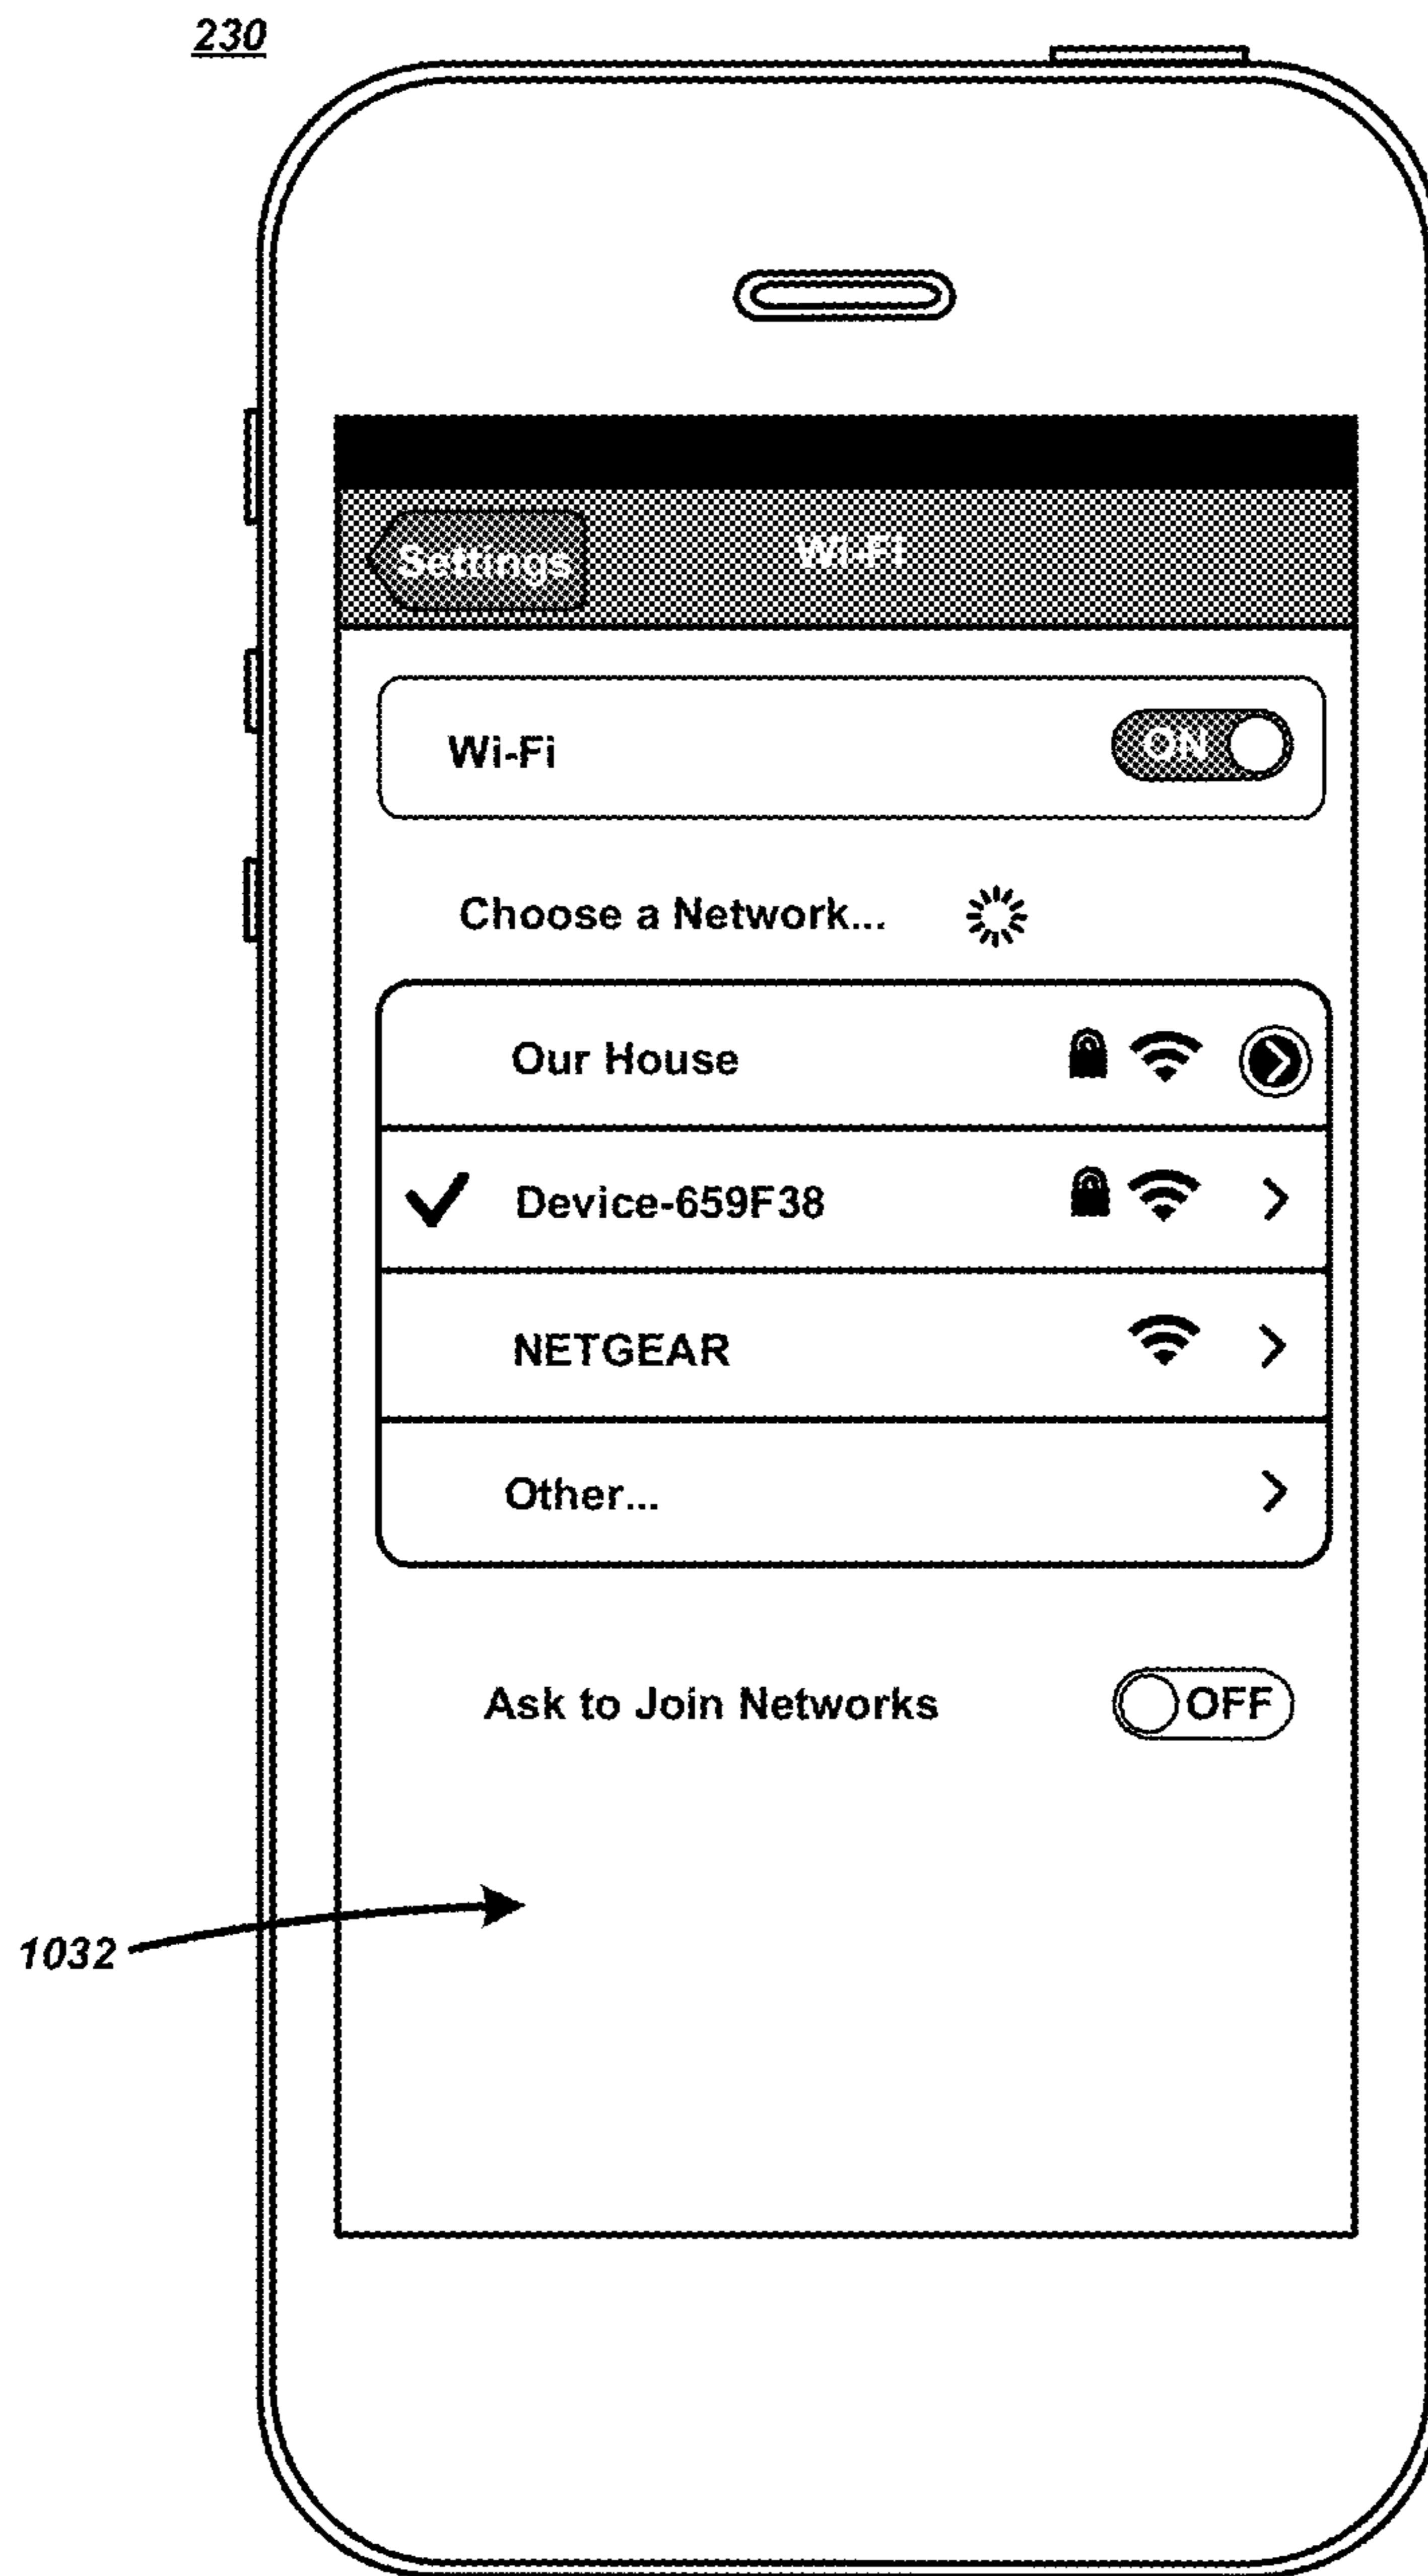 230
Settings Wi-Fi
Wi-Fi ON
Choose a Network...
Our House
Device-659F38
NETGEAR
Other...
Ask to Join Networks OFF
1032